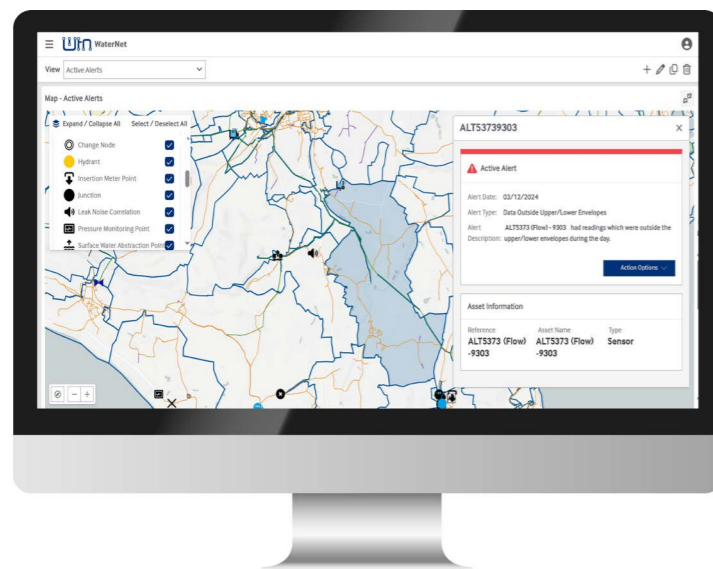 Utn WaterNet
View Active Alerts
Map - Active Alerts
Expand / Collapse All Select / Deselect All
Change Node
Hydrant
Insertion Meter Point
Junction
Leak Noise Correlation
Pressure Monitoring Point
Surface Water Abstraction Point
ALT53739303
Active Alert
Alert Date: 03/12/2024
Alert Type: Data Outside Upper/Lower Envelopes
Alert ALT5373 (Flow) - 9303 had readings which were outside the
Description: upper/lower envelopes during the day.
Action Options
Asset Information
Reference Asset Name Type
ALT5373 (Flow) ALT5373 (Flow) Sensor
-9303 -9303